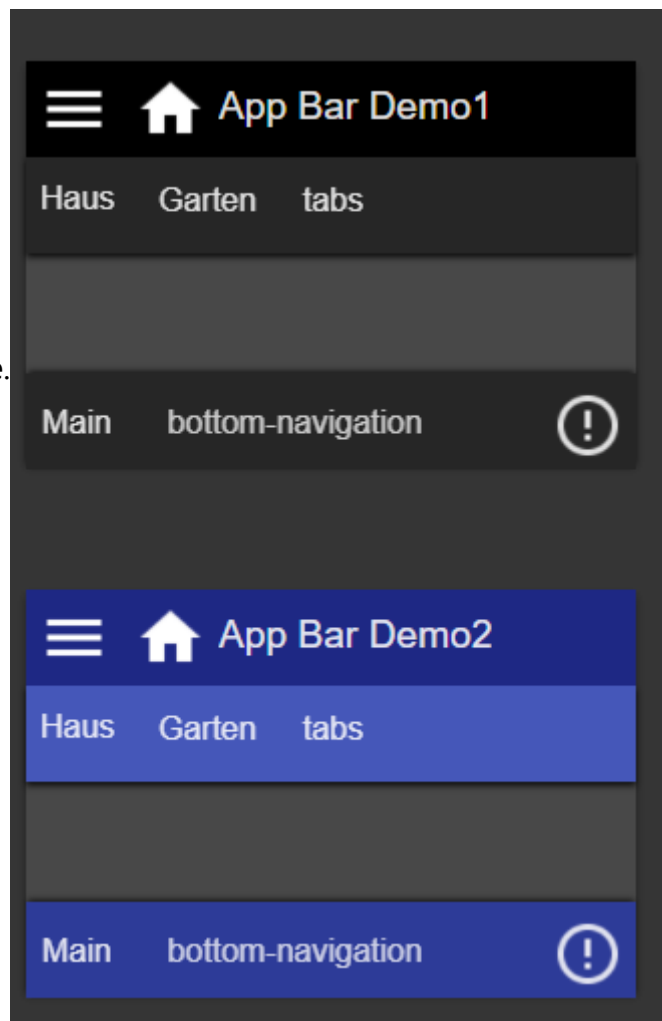 App Bar Demo1
Haus Garten tabs
e.
Main bottom-navigation
App Bar Demo2
Haus Garten tabs
Main bottom-navigation